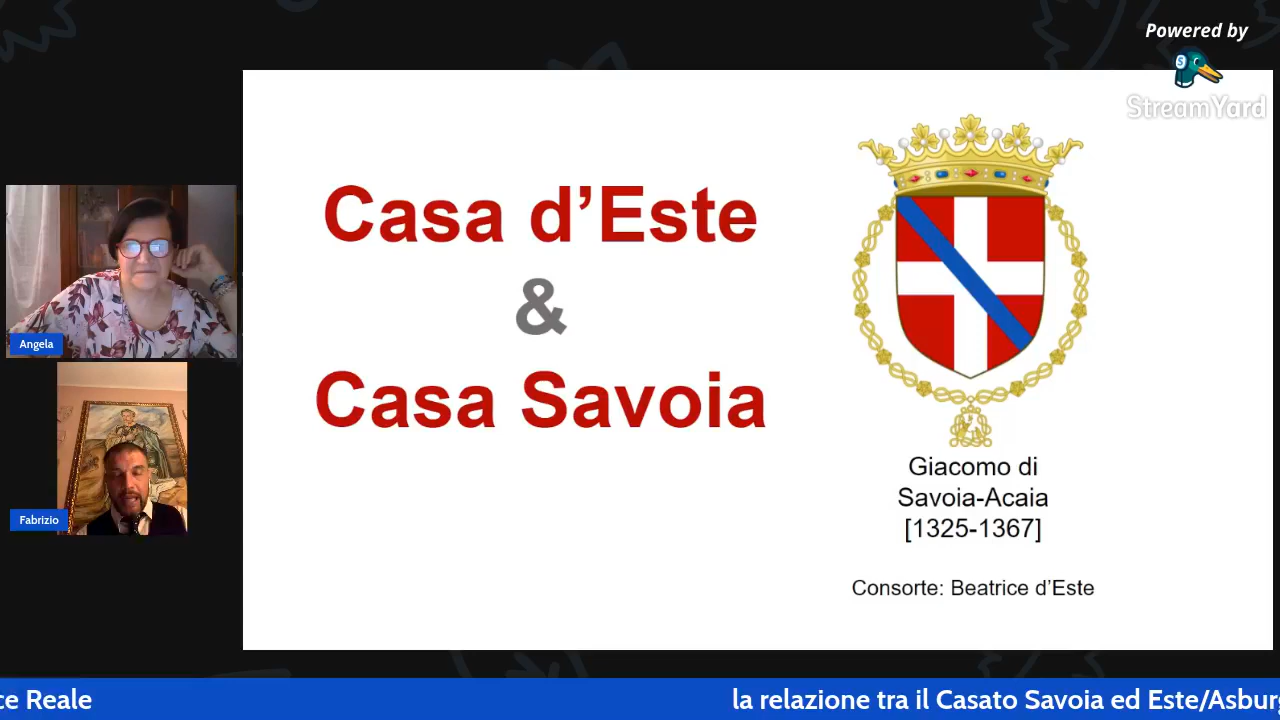 Powered by
StreamYard
Casa d'Este
&
Casa Savoia
Giacomo di
Savoia-Acaia
[1325-1367]
Consorte: Beatrice d'Este
Angela
Fabrizio
ce Reale
la relazione tra il Casato Savoia ed Este/Asburg